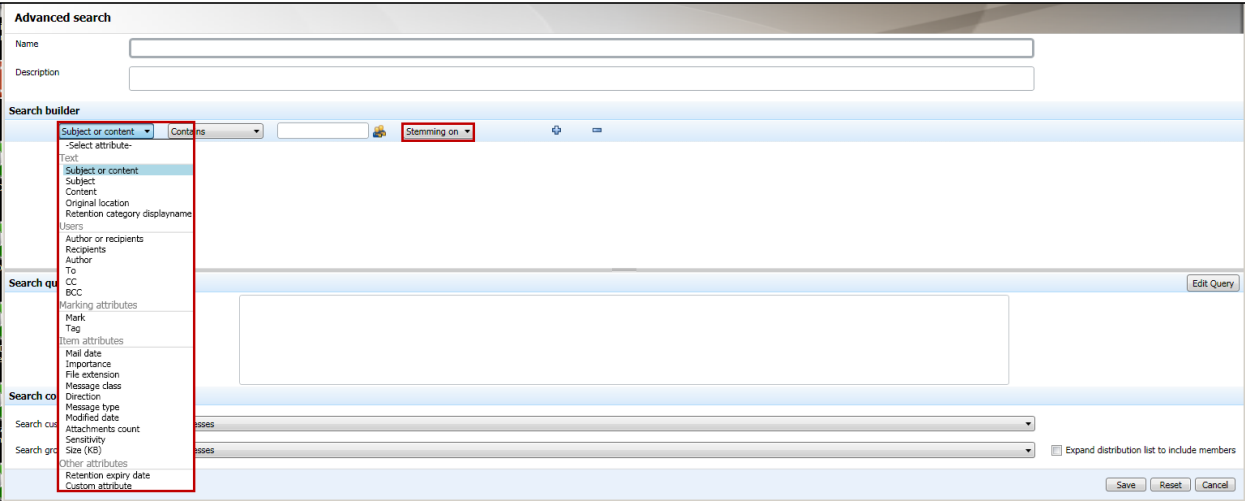 Advanced search
Name
Description
Search builder
Subject or content Contains Stemming on
-Select attribute-
Text
Subject or content
Subject
Content
Original location
Retention category displayname
Users
Author or recipients
Recipients
Author
To
CC
BCC
Marking attributes
Mark
Tag
Item attributes
Mail date
Importance
File extension
Message class
Direction
Message type
Modified date
Attachments count
Sensitivity
Size (KB)
Other attributes
Retention expiry date
Custom attribute
Search qu
Edit Query
Search co
Search cus
esses
Search gro
esses
Expand distribution list to include members
Save Reset Cancel